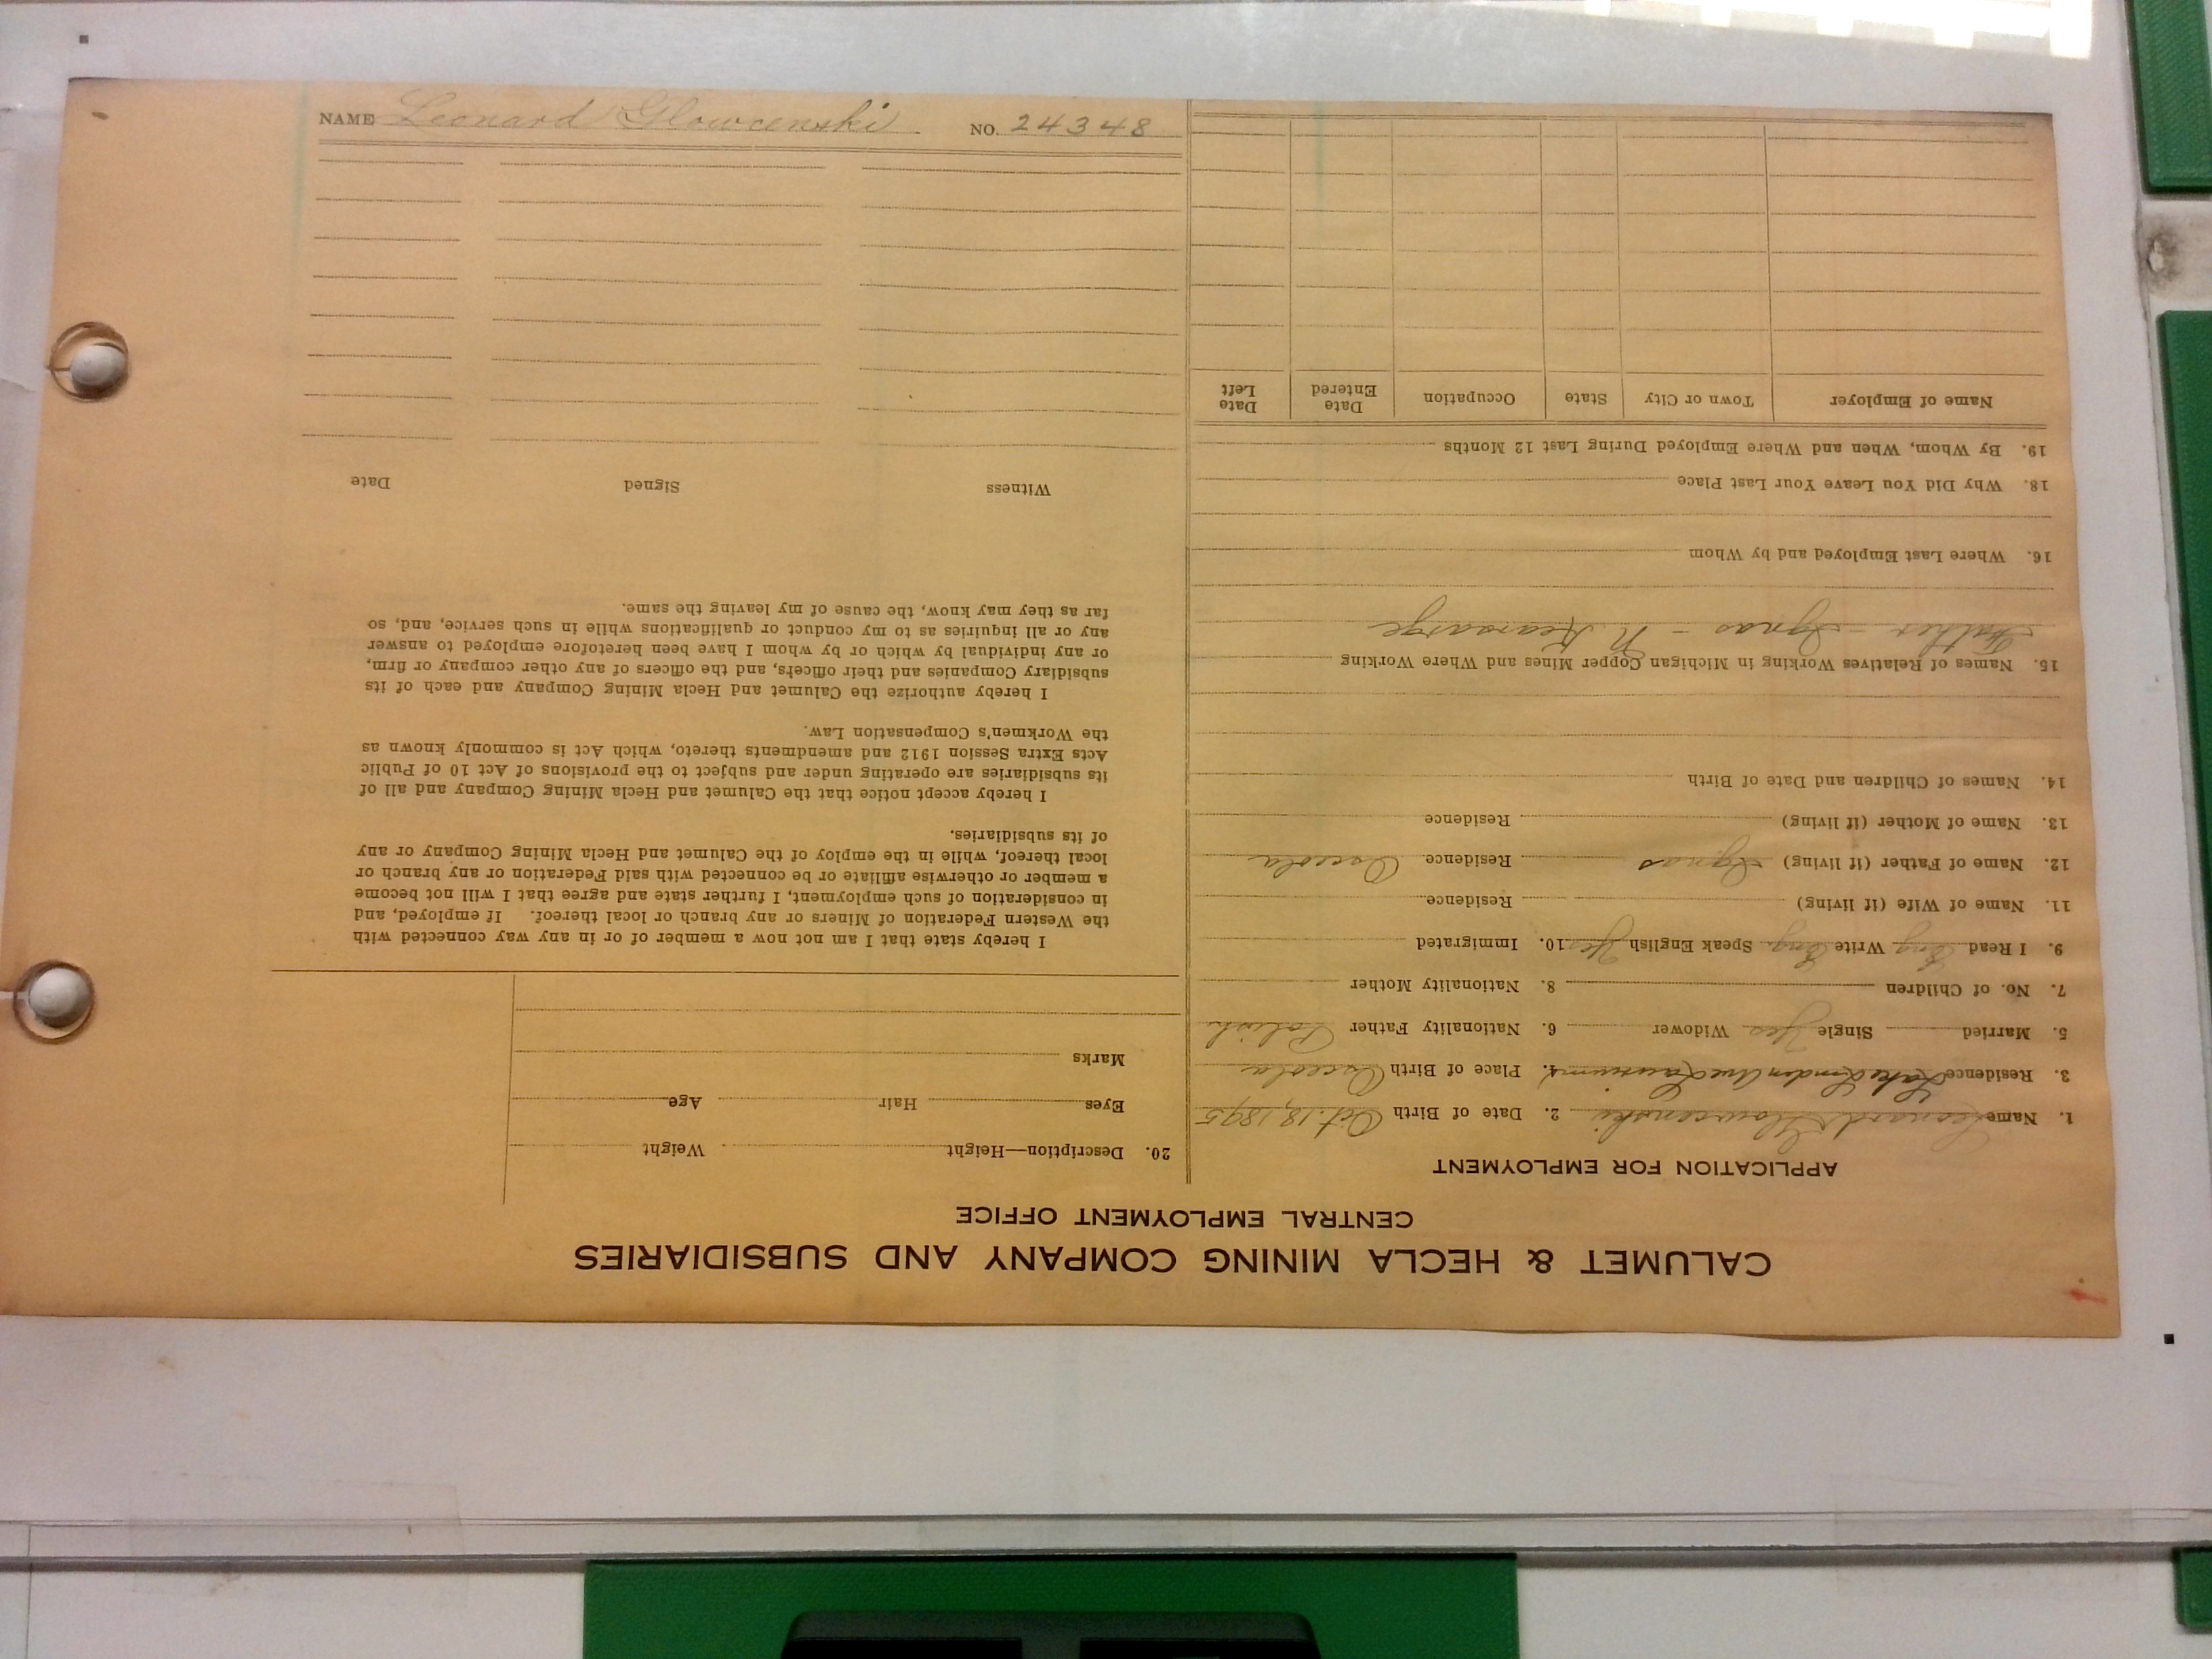 CALUMET & HECLA MINING COMPANY AND SUBSIDIARIES
CENTRAL EMPLOYMENT OFFICE
APPLICATION FOR EMPLOYMENT
1. Name Leonard Glowcenski 2. Date of Birth Oct. 18, 1895
3. Residence Lake Linden Ave Laurium 4. Place of Birth Osceola
5. Married Single Yes Widower 6. Nationality Father Polish
7. No. of Children 8. Nationality Mother
9. I Read Eng Write Eng. Speak English Yes 10. Immigrated
11. Name of Wife (if living) Residence
12. Name of Father (if living) Ignas Residence Osceola
13. Name of Mother (if living) Residence
14. Names of Children and Date of Birth
15. Names of Relatives Working in Michigan Copper Mines and Where Working
Father - Ignas - N. Kearsarge
16. Where Last Employed and by Whom
18. Why Did You Leave Your Last Place
19. By Whom, When and Where Employed During Last 12 Months
Name of Employer Town or City State Occupation Date Entered Date Left
20. Description—Height Weight
Eyes Hair Age
Marks
I hereby state that I am not now a member of or in any way connected with
the Western Federation of Miners or any branch or local thereof. If employed, and
in consideration of such employment, I further state and agree that I will not become
a member or otherwise affiliate or be connected with said Federation or any branch or
local thereof, while in the employ of the Calumet and Hecla Mining Company or any
of its subsidiaries.
I hereby accept notice that the Calumet and Hecla Mining Company and all of
its subsidiaries are operating under and subject to the provisions of Act 10 of Public
Acts Extra Session 1912 and amendments thereto, which Act is commonly known as
the Workmen's Compensation Law.
I hereby authorize the Calumet and Hecla Mining Company and each of its
subsidiary Companies and their officers, and the officers of any other company or firm,
or any individual by which or by whom I have been heretofore employed to answer
any or all inquiries as to my conduct or qualifications while in such service, and, so
far as they may know, the cause of my leaving the same.
Witness Signed Date
NAME Leonard Glowcenski NO. 24348